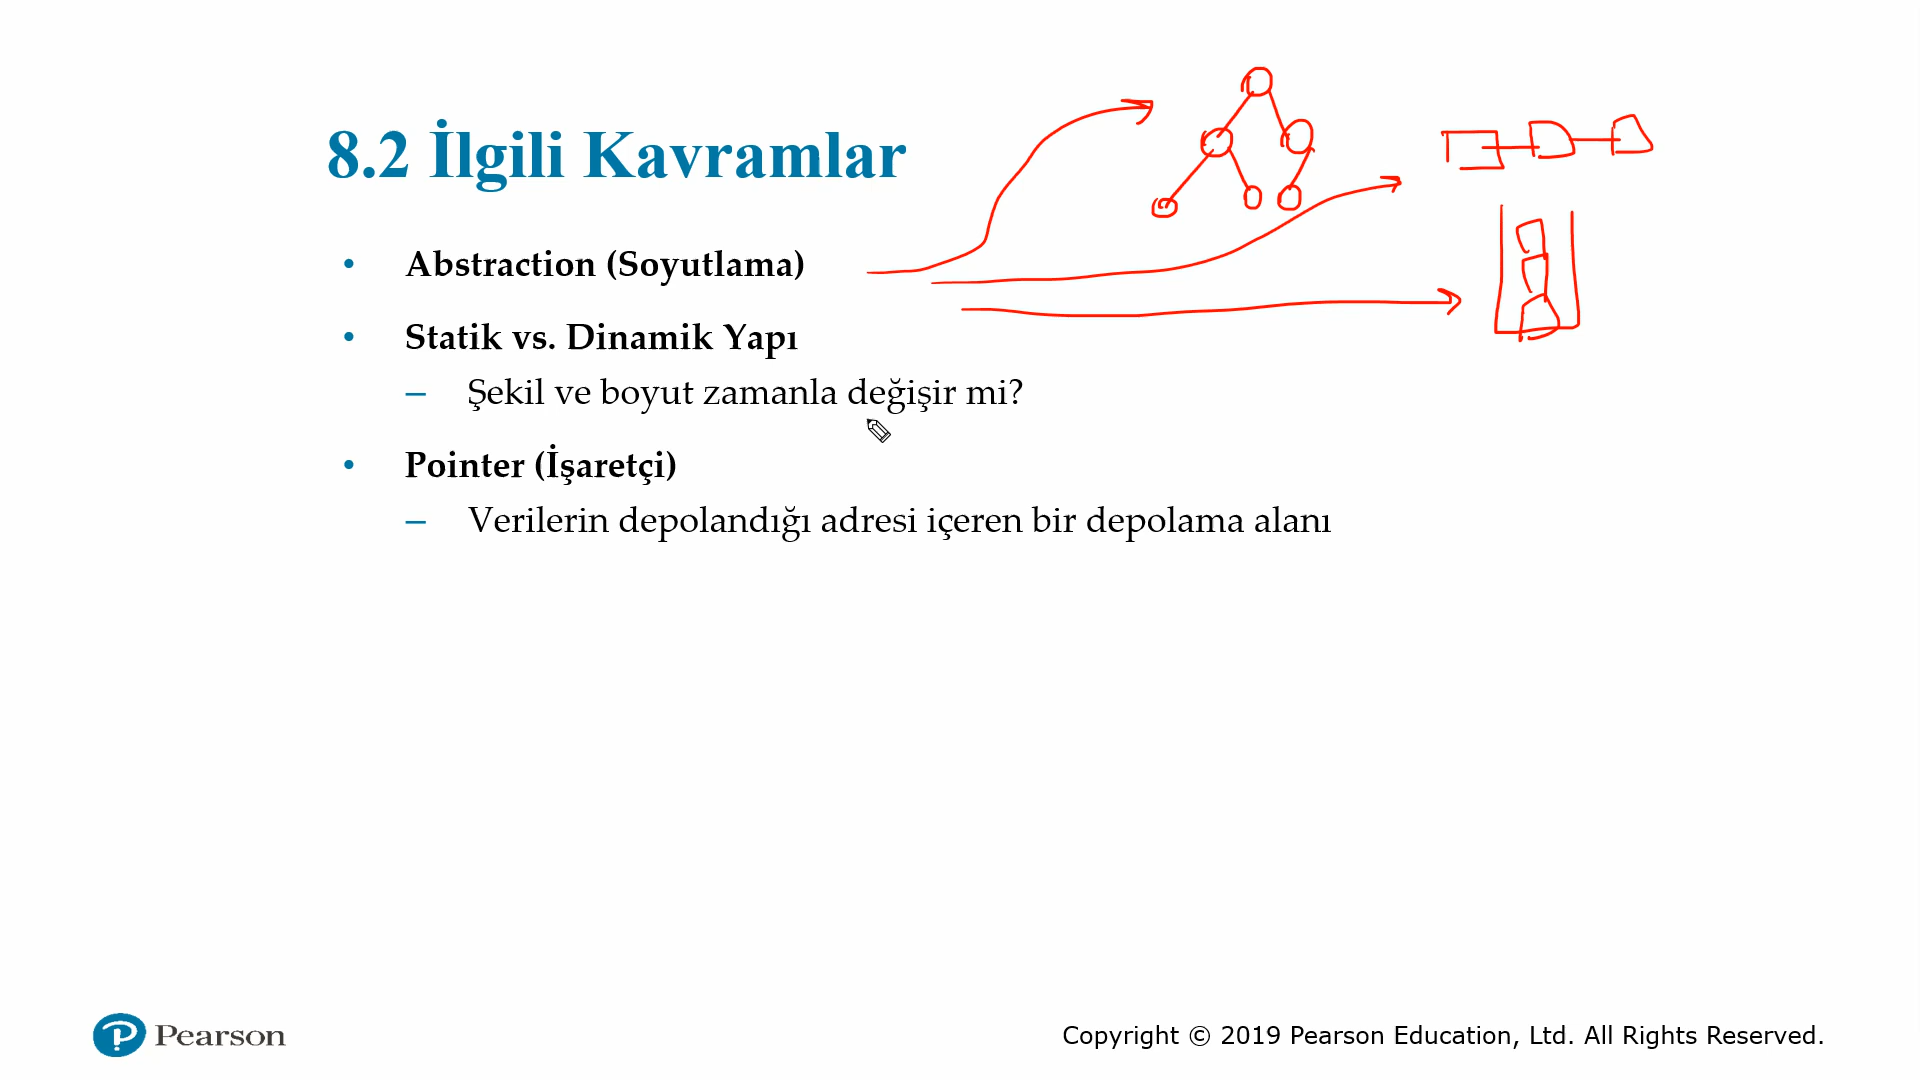 8.2 İlgili Kavramlar
• Abstraction (Soyutlama)
• Statik vs. Dinamik Yapı
– Şekil ve boyut zamanla değişir mi?
• Pointer (İşaretçi)
– Verilerin depolandığı adresi içeren bir depolama alanı
Pearson
Copyright © 2019 Pearson Education, Ltd. All Rights Reserved.